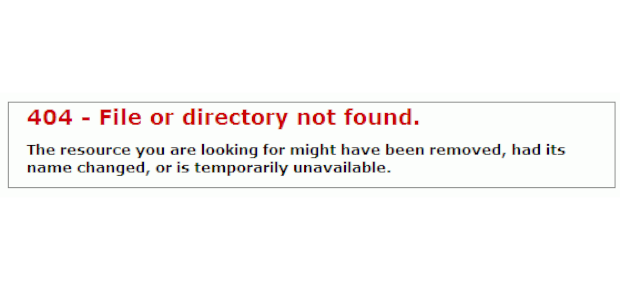 404 - File or directory not found.
The resource you are looking for might have been removed, had its
name changed, or is temporarily unavailable.